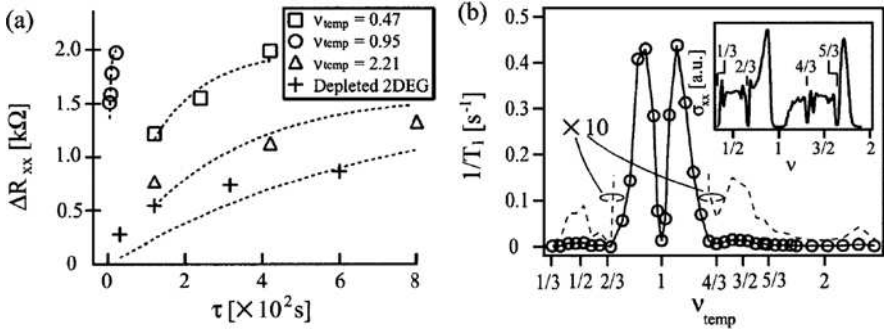 (a)
ν_temp = 0.47
ν_temp = 0.95
ν_temp = 2.21
Depleted 2DEG
ΔR_xx [kΩ]
2.0
1.5
1.0
0.5
0
0
2
4
6
8
τ [×10²s]
(b)
1/T₁ [s⁻¹]
0.5
0.4
0.3
0.2
0.1
0
×10
1/3
1/2
2/3
1
4/3
3/2
5/3
2
ν_temp
σ_xx [a.u.]
1/3
2/3
4/3
5/3
1/2
1
3/2
2
ν